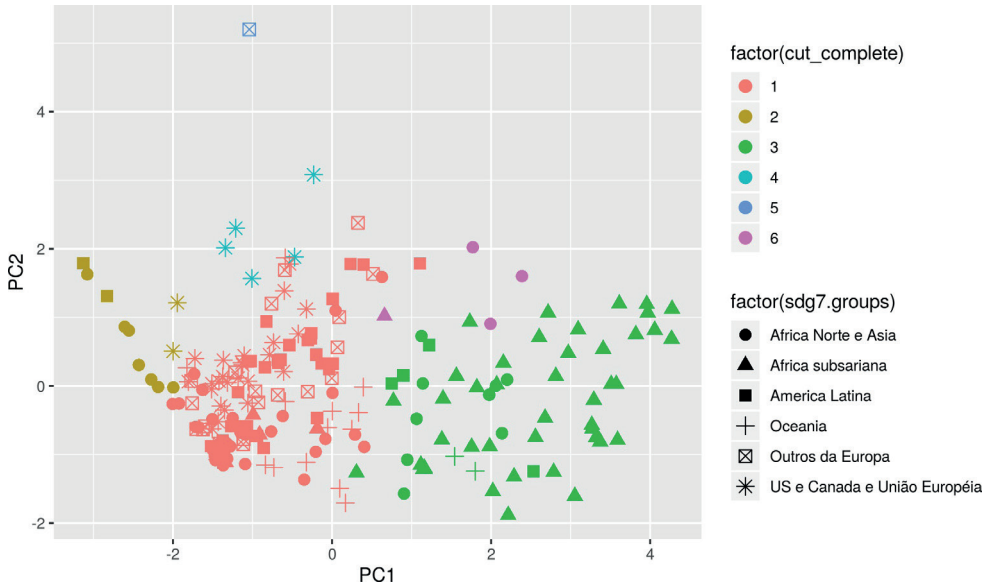 factor(cut_complete)
1
2
3
4
5
6
factor(sdg7.groups)
Africa Norte e Asia
Africa subsariana
America Latina
Oceania
Outros da Europa
US e Canada e União Européia
PC2
4
2
0
-2
-2
0
2
4
PC1